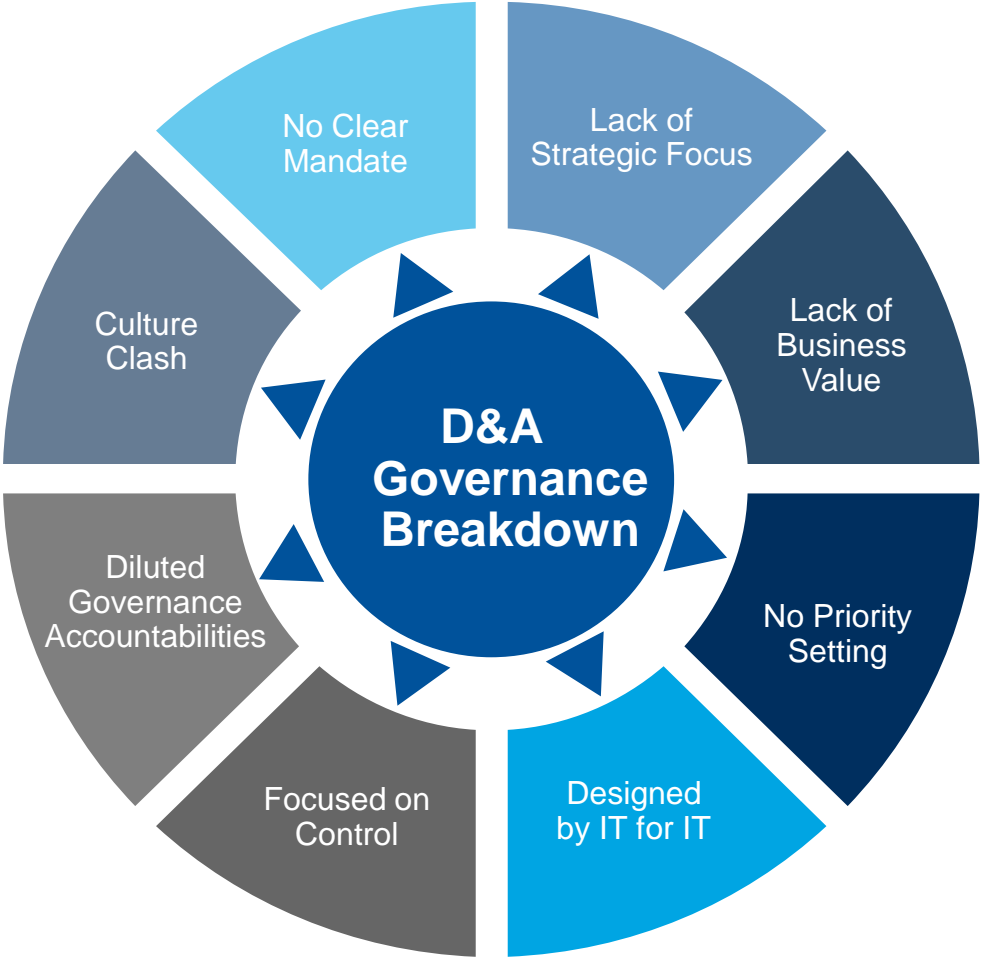 No Clear
Mandate
Lack of
Strategic Focus
Culture
Clash
Lack of
Business
Value
D&A
Governance
Breakdown
Diluted
Governance
Accountabilities
No Priority
Setting
Focused on
Control
Designed
by IT for IT